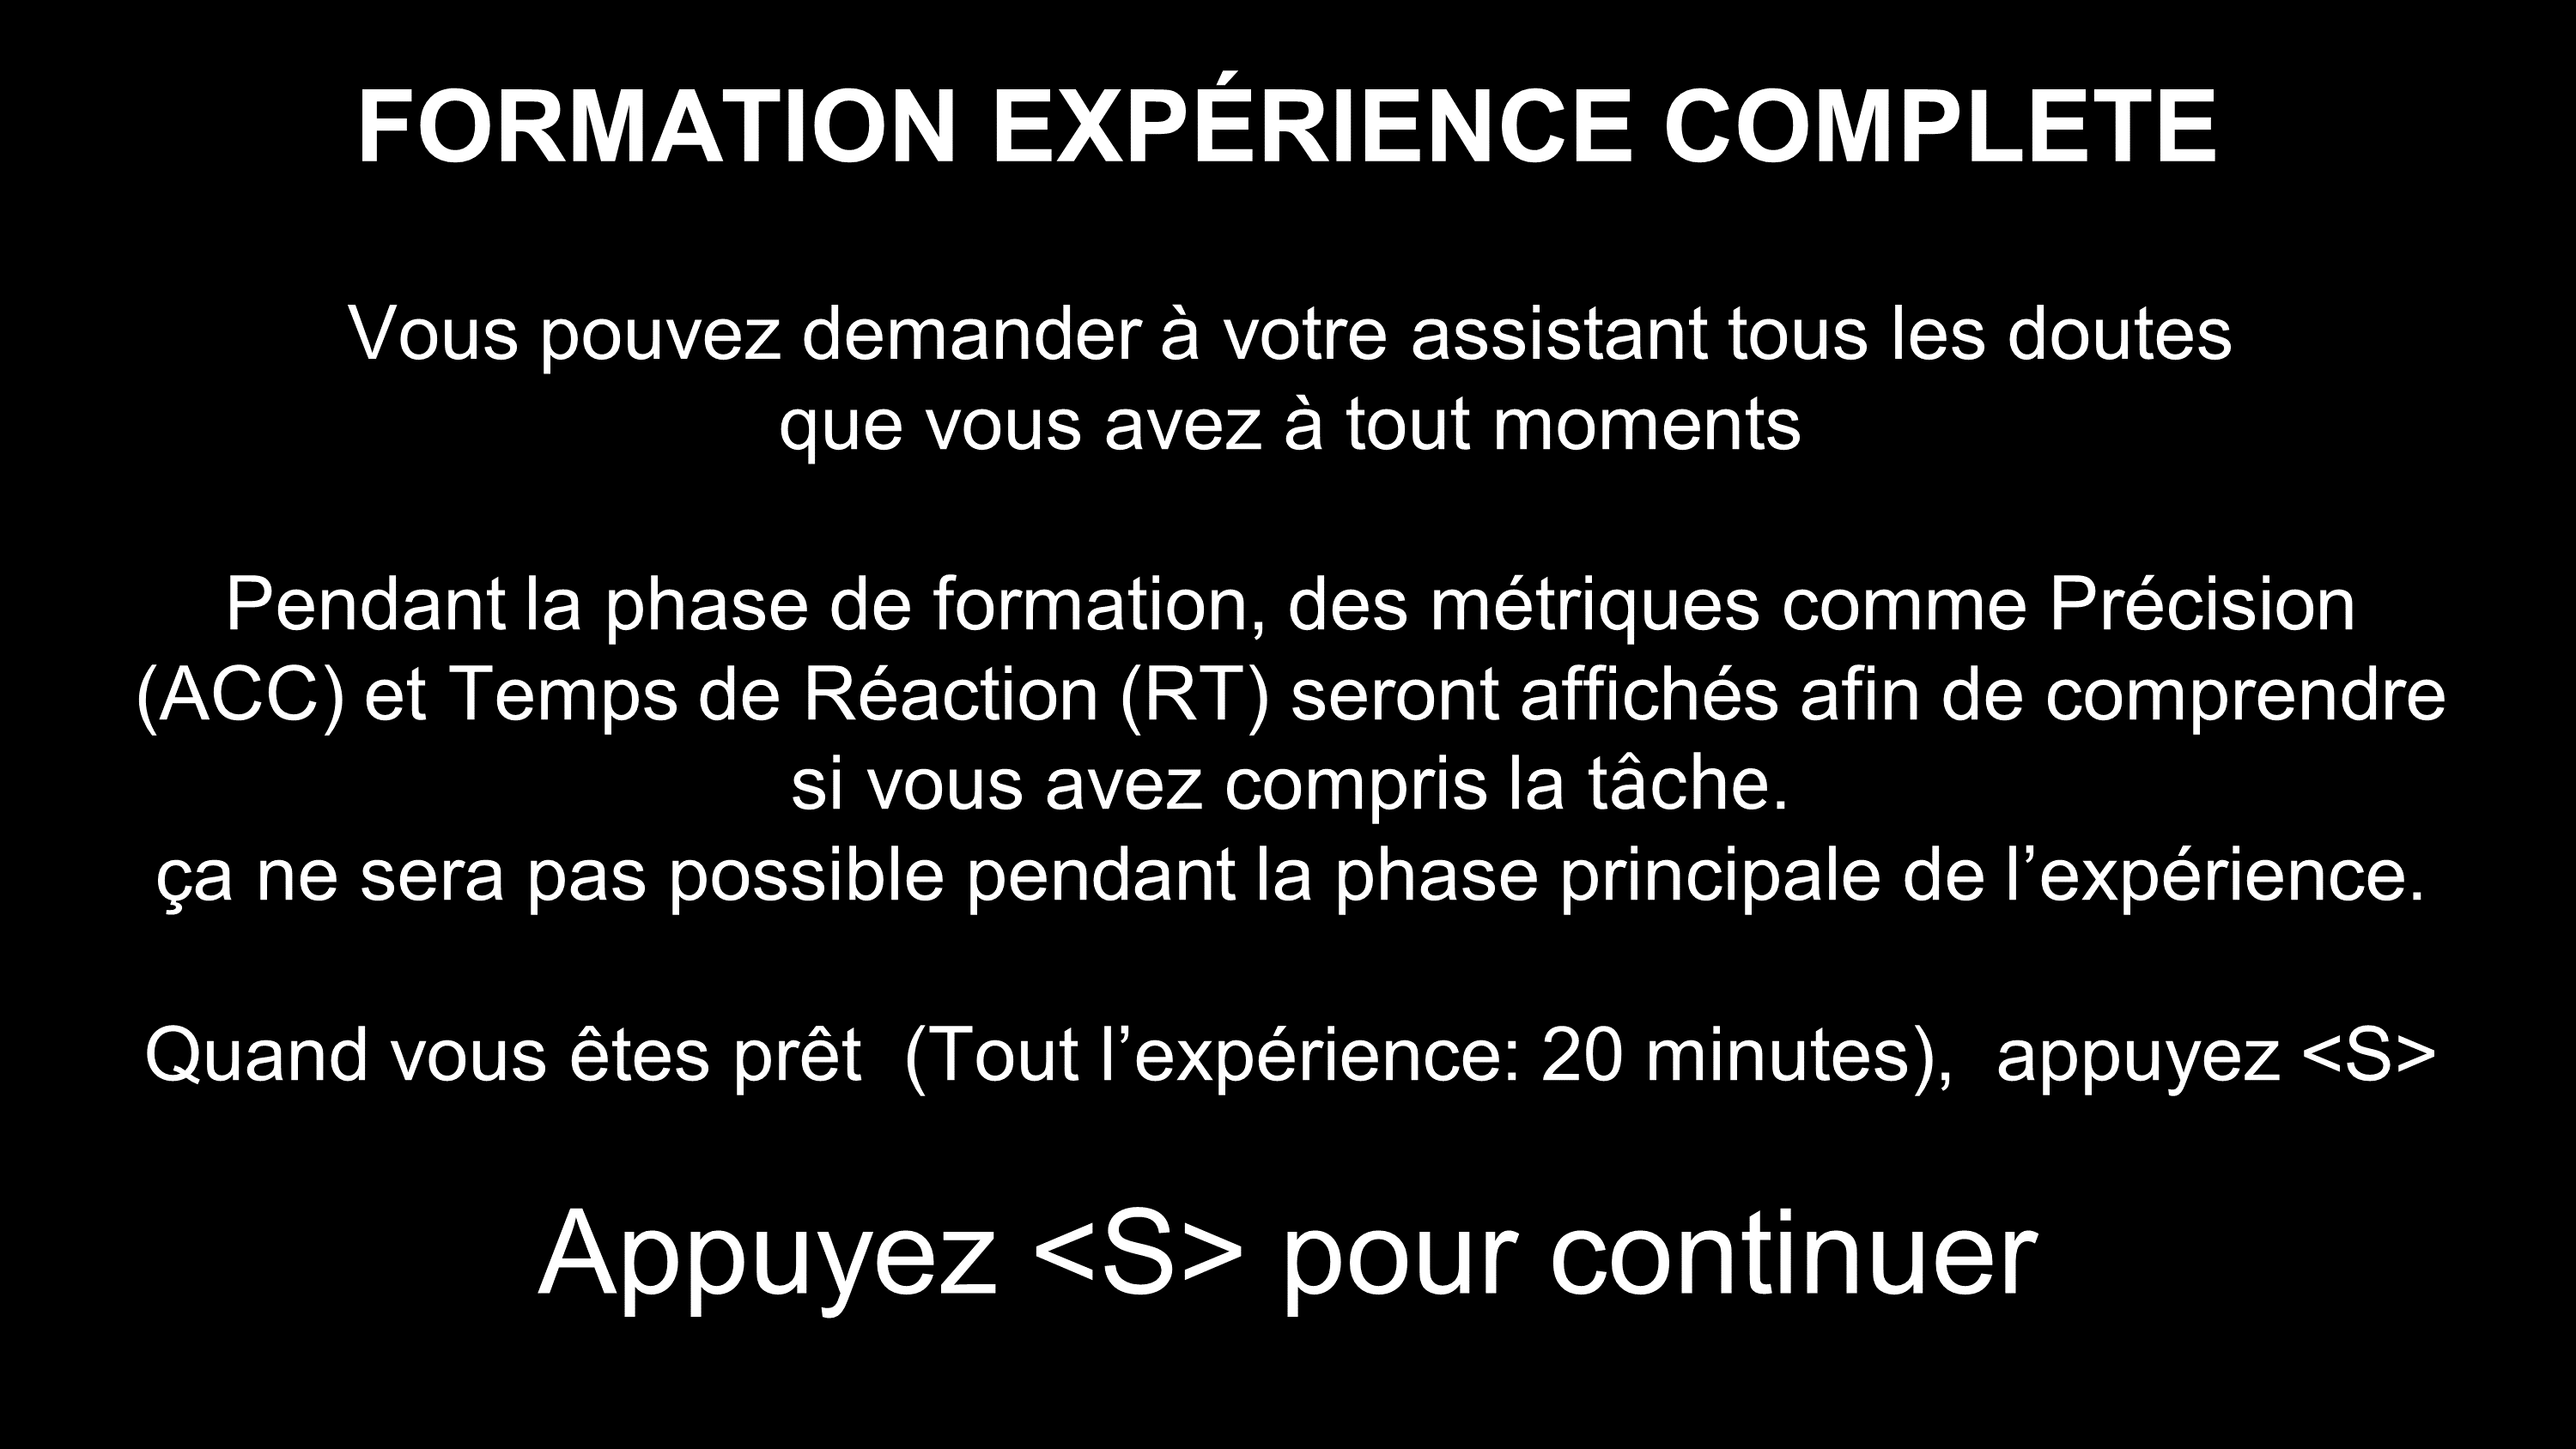 FORMATION EXPÉRIENCE COMPLETE
Vous pouvez demander à votre assistant tous les doutes
que vous avez à tout moments
Pendant la phase de formation, des métriques comme Précision
(ACC) et Temps de Réaction (RT) seront affichés afin de comprendre
si vous avez compris la tâche.
ça ne sera pas possible pendant la phase principale de l’expérience.
Quand vous êtes prêt  (Tout l’expérience: 20 minutes),  appuyez <S>
Appuyez <S> pour continuer